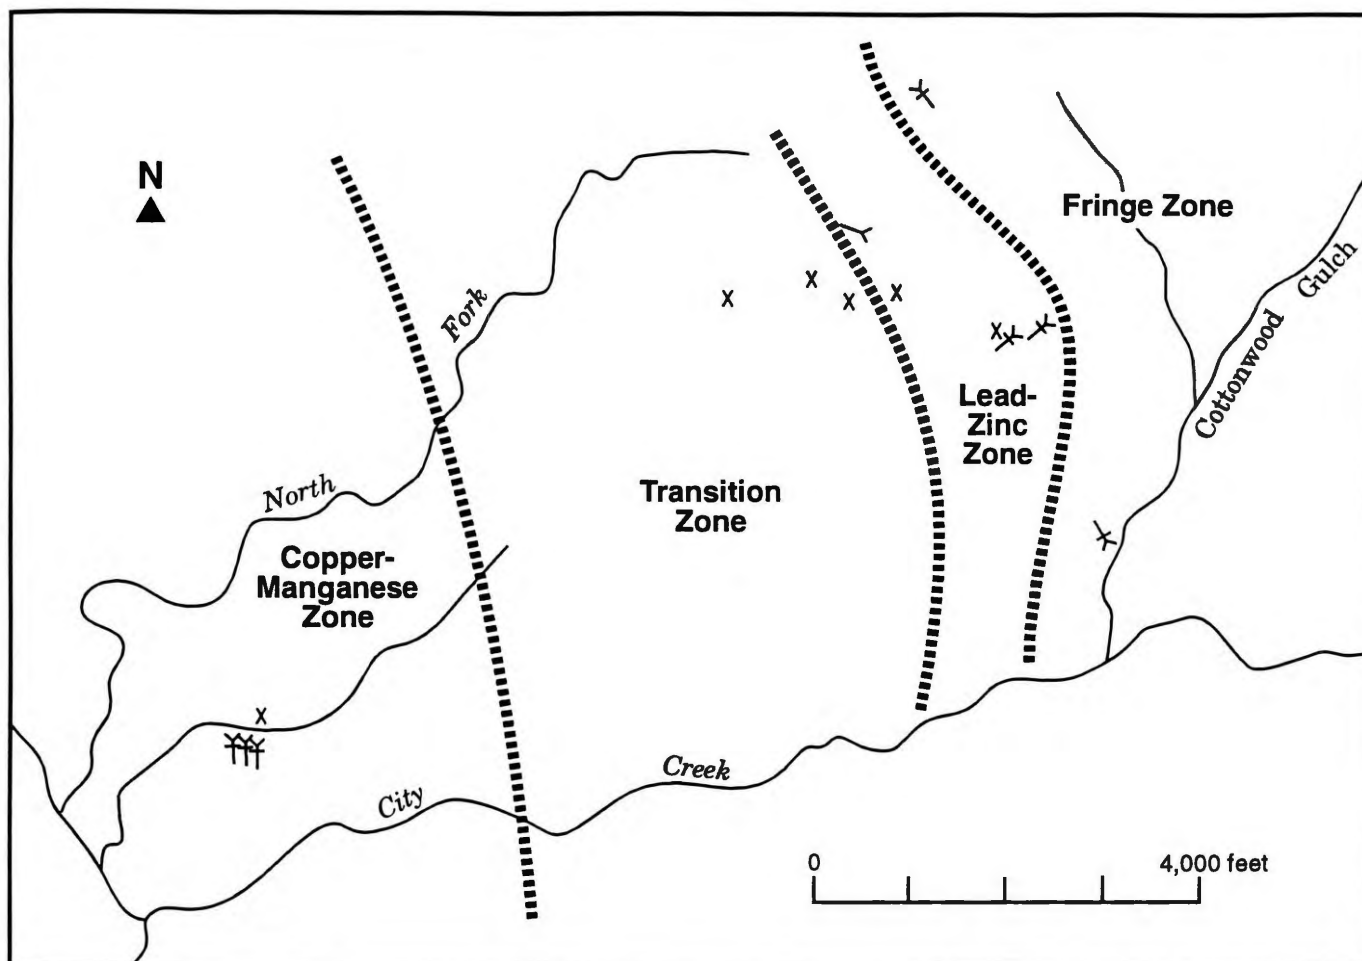 N
Fringe Zone
Fork
Cottonwood Gulch
Lead-
Zinc
Zone
North
Transition
Zone
Copper-
Manganese
Zone
City Creek
0 4,000 feet